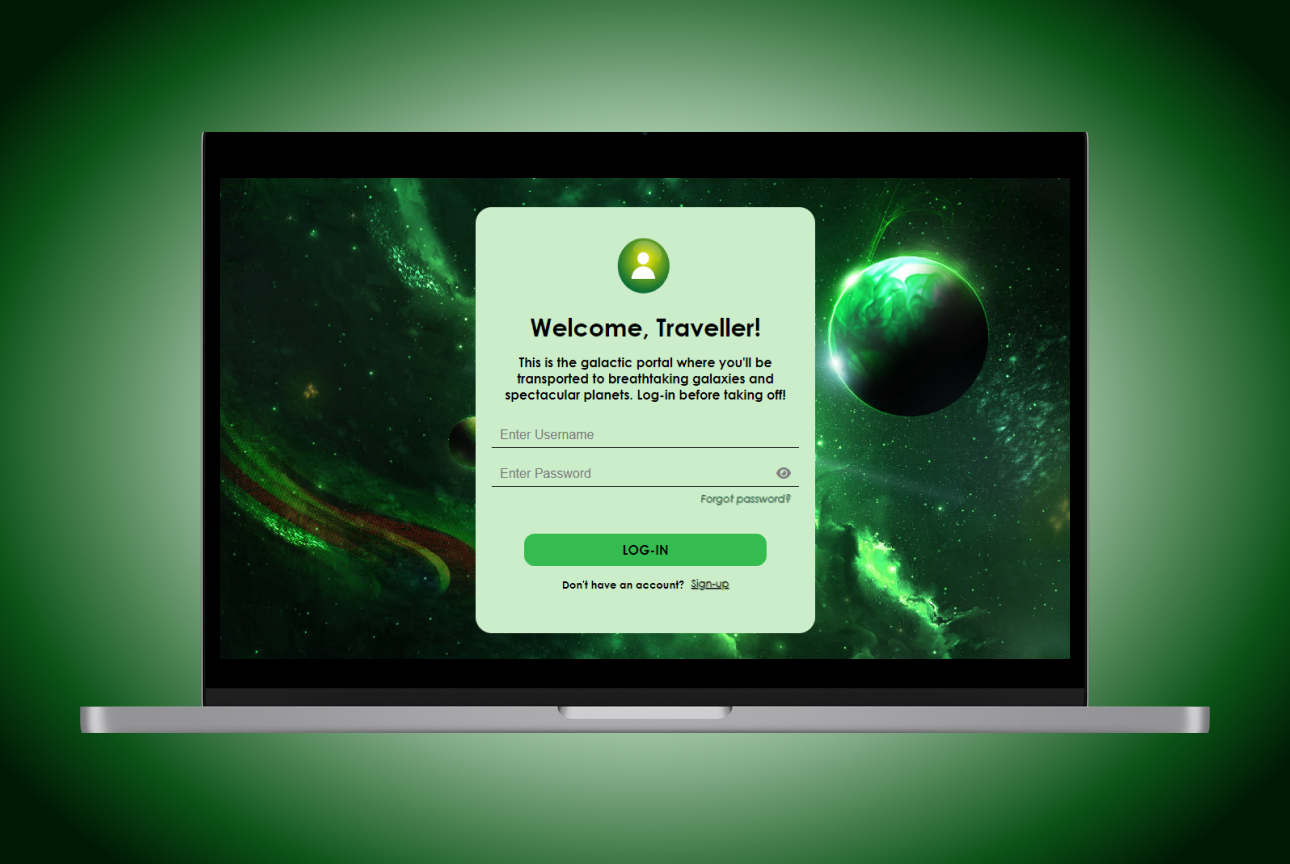 Welcome, Traveller!
This is the galactic portal where you'll be
transported to breathtaking galaxies and
spectacular planets. Log-in before taking off!
Enter Username
Enter Password
Forgot password?
LOG-IN
Don't have an account? Sign-up